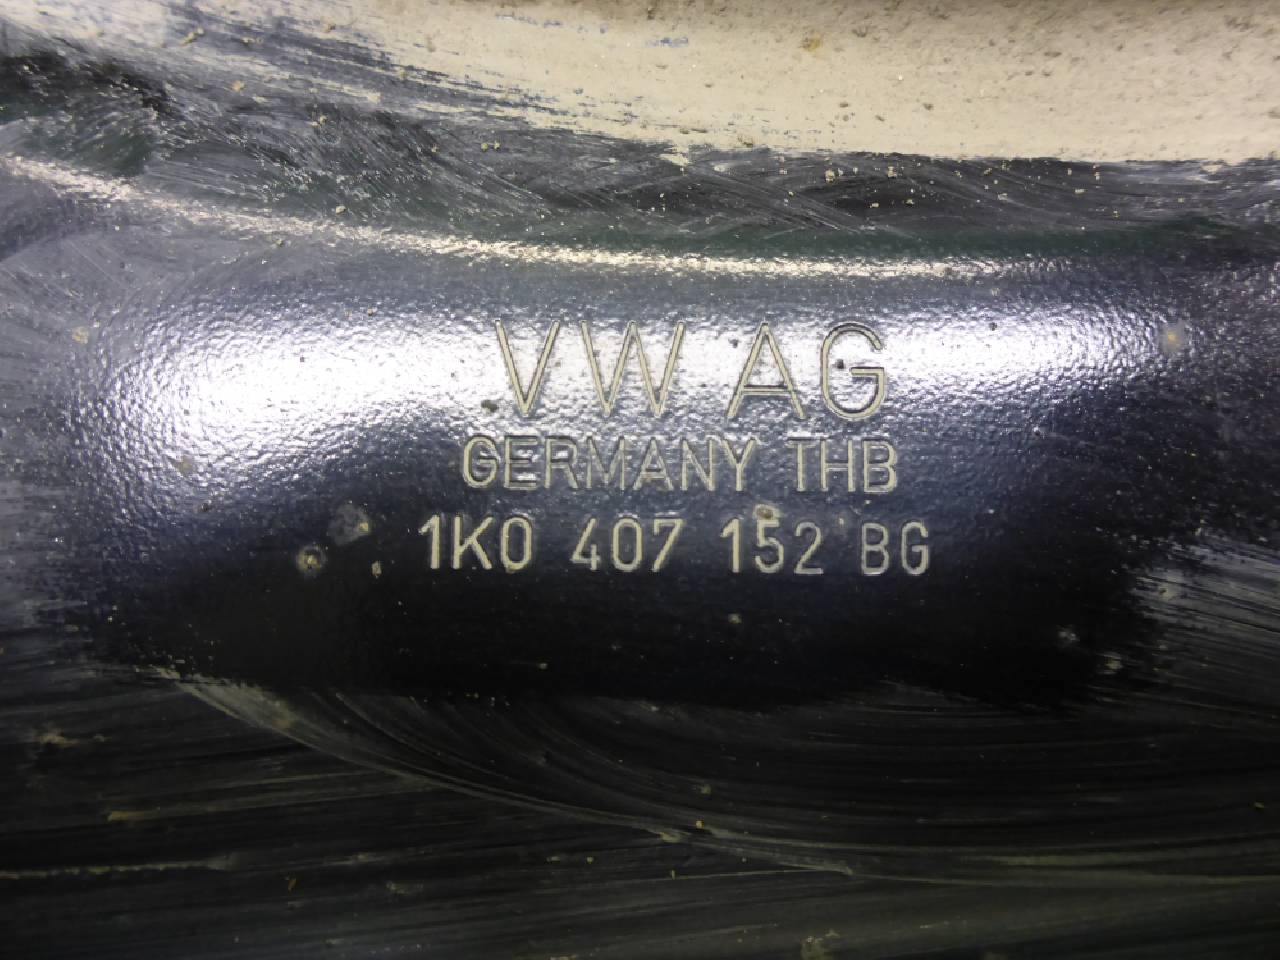 VW AG
GERMANY THB
1K0 407 152 BG